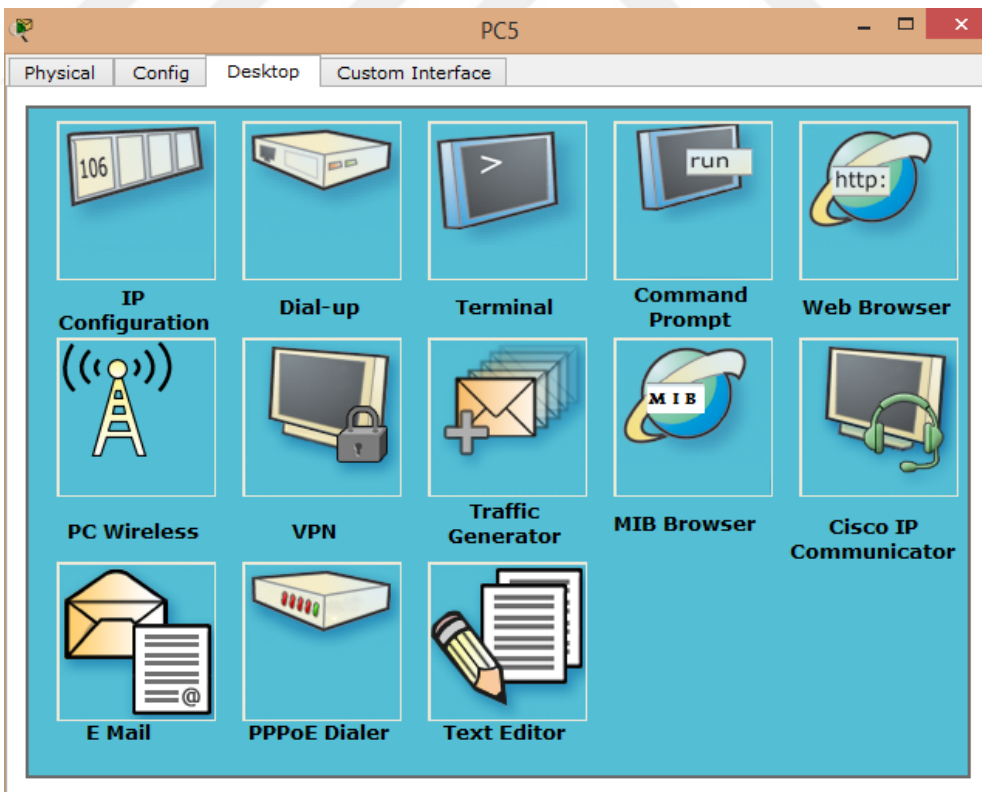 PC5
Physical Config Desktop Custom Interface
106
>
run
http:
IP
Configuration
Dial-up
Terminal
Command
Prompt
Web Browser
MIB
PC Wireless
VPN
Traffic
Generator
MIB Browser
Cisco IP
Communicator
@
E Mail
PPPoE Dialer
Text Editor